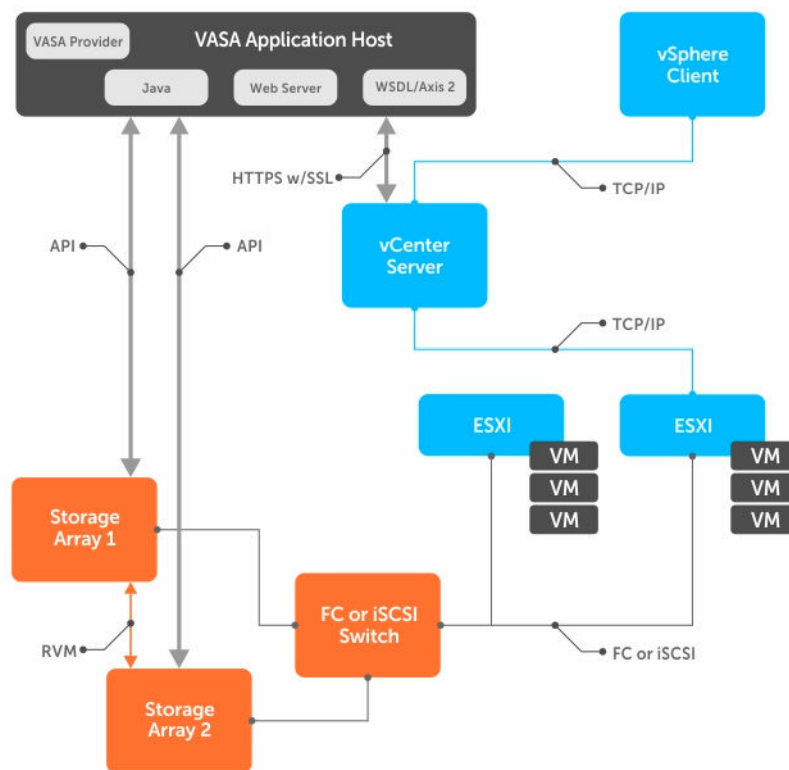 VASA Provider
VASA Application Host
Java
Web Server
WSDL/Axis 2
vSphere
Client
HTTPS w/SSL
TCP/IP
API
API
vCenter
Server
TCP/IP
ESXI
VM
VM
VM
ESXI
VM
VM
VM
Storage
Array 1
FC or iSCSI
Switch
RVM
FC or iSCSI
Storage
Array 2